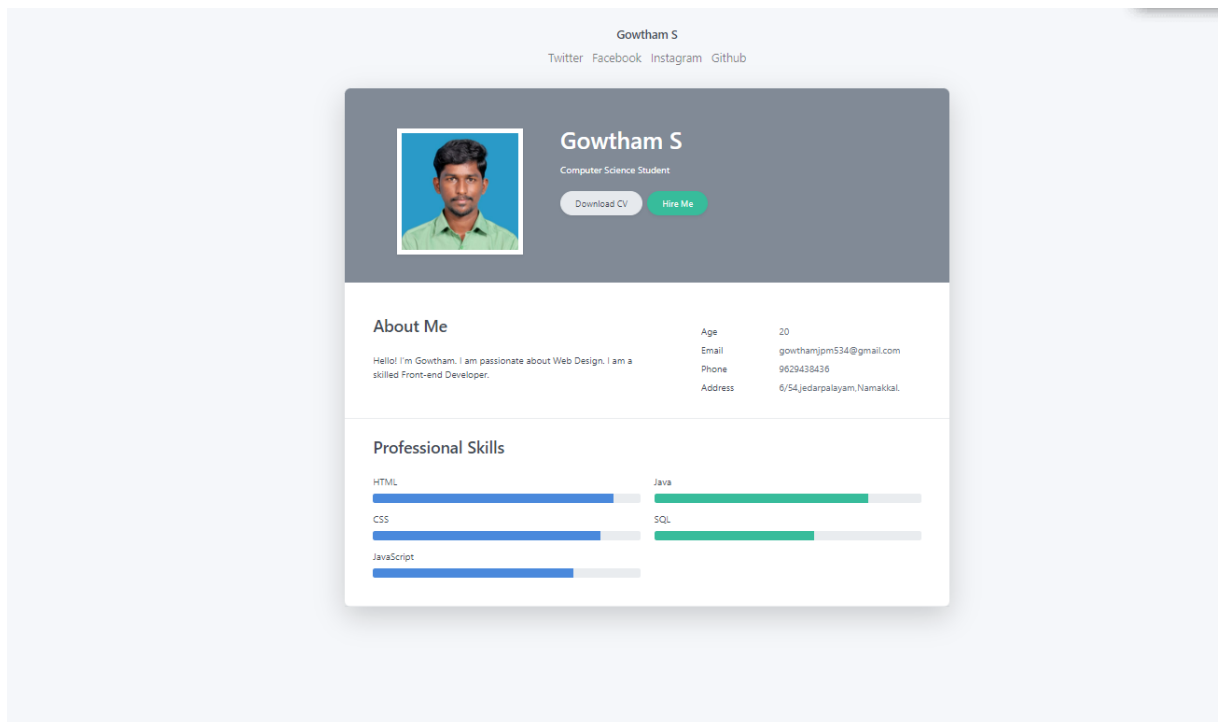 Gowtham S
Twitter Facebook Instagram Github
Gowtham S
Computer Science Student
Download CV Hire Me
About Me
Hello! I'm Gowtham. I am passionate about Web Design. I am a
skilled Front-end Developer.
Age 20
Email gowthamjpm534@gmail.com
Phone 9629438436
Address 6/54,jedarpalayam,Namakkal.
Professional Skills
HTML
CSS
JavaScript
Java
SQL